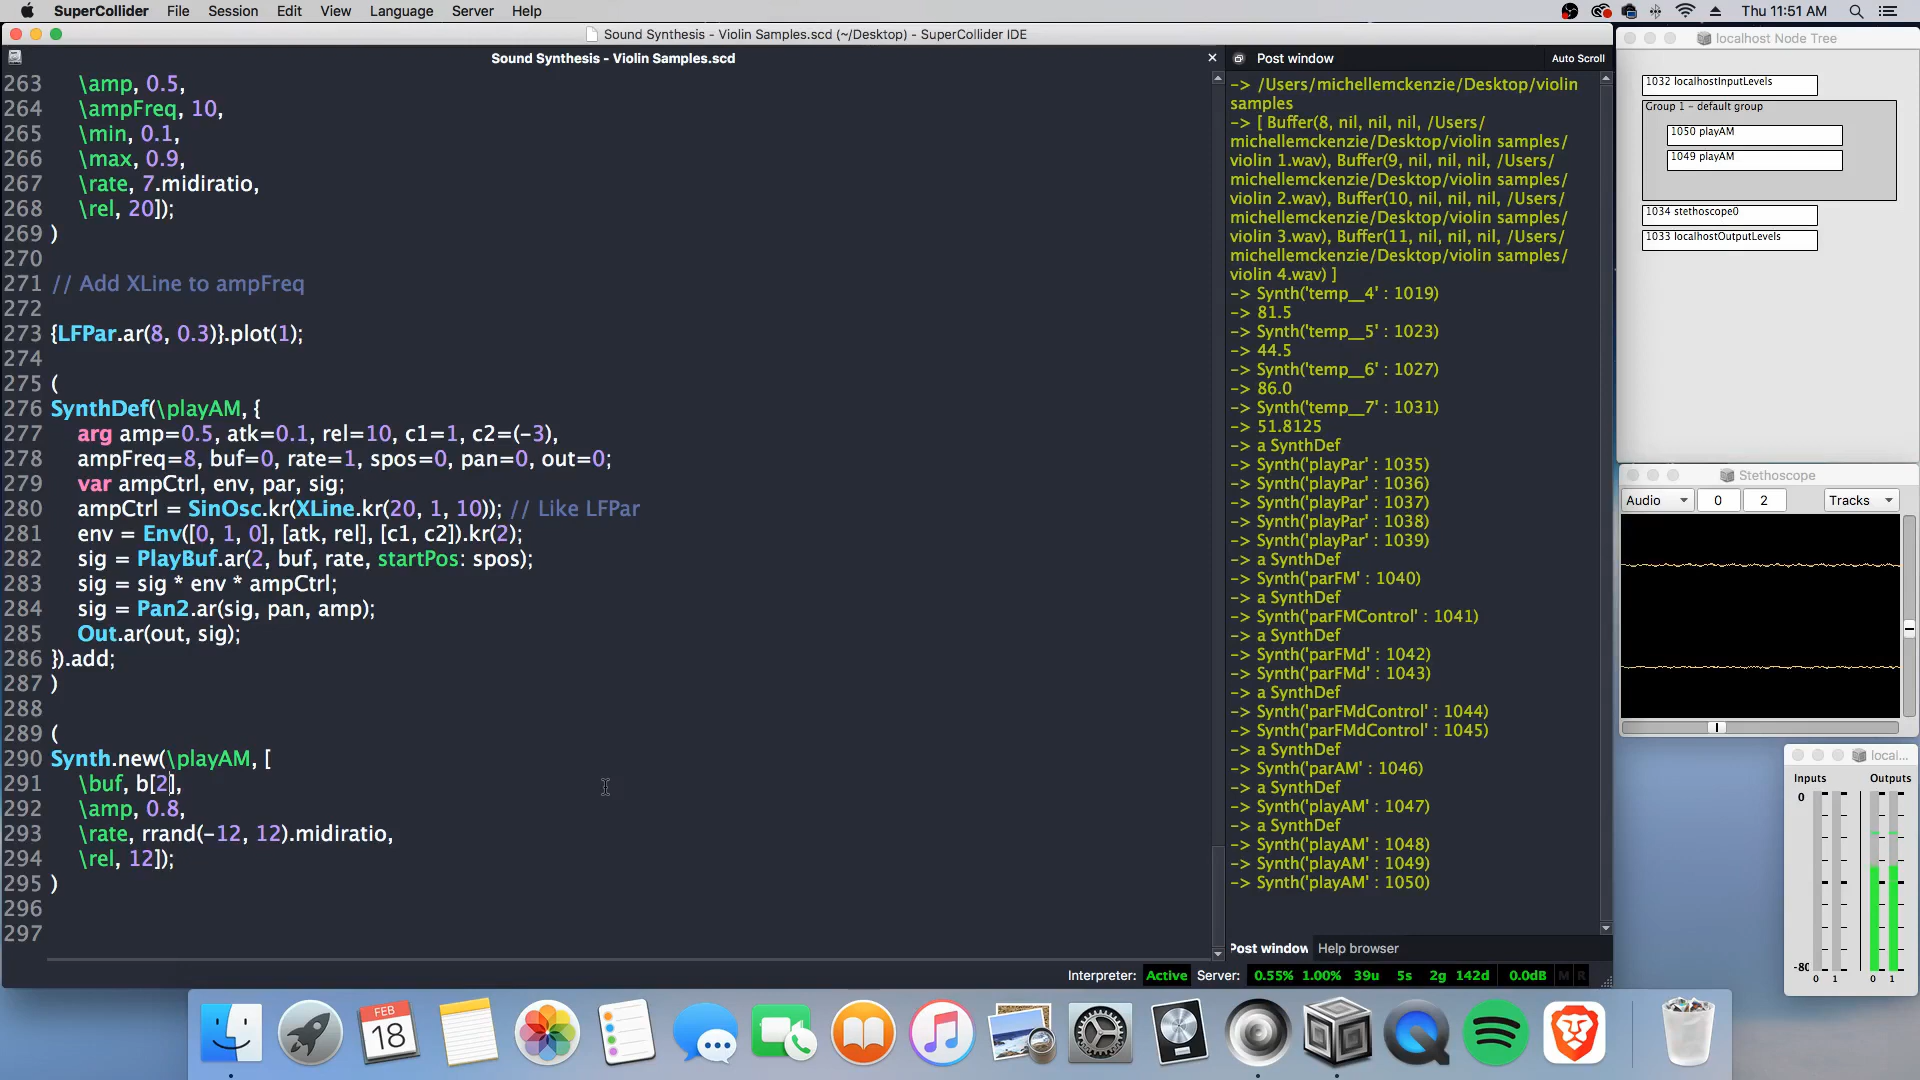 SuperCollider File Session Edit View Language Server Help Thu 11:51 AM
Sound Synthesis - Violin Samples.scd (~/Desktop) - SuperCollider IDE
Sound Synthesis - Violin Samples.scd
263 \amp, 0.5,
264 \ampFreq, 10,
265 \min, 0.1,
266 \max, 0.9,
267 \rate, 7.midiratio,
268 \rel, 20]);
269 )
270
271 // Add XLine to ampFreq
272
273 {LFPar.ar(8, 0.3)}.plot(1);
274
275 (
276 SynthDef(\playAM, {
277 arg amp=0.5, atk=0.1, rel=10, c1=1, c2=(-3),
278 ampFreq=8, buf=0, rate=1, spos=0, pan=0, out=0;
279 var ampCtrl, env, par, sig;
280 ampCtrl = SinOsc.kr(XLine.kr(20, 1, 10)); // Like LFPar
281 env = Env([0, 1, 0], [atk, rel], [c1, c2]).kr(2);
282 sig = PlayBuf.ar(2, buf, rate, startPos: spos);
283 sig = sig * env * ampCtrl;
284 sig = Pan2.ar(sig, pan, amp);
285 Out.ar(out, sig);
286 }).add;
287 )
288
289 (
290 Synth.new(\playAM, [
291 \buf, b[2],
292 \amp, 0.8,
293 \rate, rrand(-12, 12).midiratio,
294 \rel, 12]);
295 )
296
297
Post window Auto Scroll
-> /Users/michellemckenzie/Desktop/violin
samples
-> [ Buffer(8, nil, nil, nil, /Users/
michellemckenzie/Desktop/violin samples/
violin 1.wav), Buffer(9, nil, nil, nil, /Users/
michellemckenzie/Desktop/violin samples/
violin 2.wav), Buffer(10, nil, nil, nil, /Users/
michellemckenzie/Desktop/violin samples/
violin 3.wav), Buffer(11, nil, nil, nil, /Users/
michellemckenzie/Desktop/violin samples/
violin 4.wav) ]
-> Synth('temp__4' : 1019)
-> 81.5
-> Synth('temp__5' : 1023)
-> 44.5
-> Synth('temp__6' : 1027)
-> 86.0
-> Synth('temp__7' : 1031)
-> 51.8125
-> a SynthDef
-> Synth('playPar' : 1035)
-> Synth('playPar' : 1036)
-> Synth('playPar' : 1037)
-> Synth('playPar' : 1038)
-> Synth('playPar' : 1039)
-> a SynthDef
-> Synth('parFM' : 1040)
-> a SynthDef
-> Synth('parFMControl' : 1041)
-> a SynthDef
-> Synth('parFMd' : 1042)
-> Synth('parFMd' : 1043)
-> a SynthDef
-> Synth('parFMdControl' : 1044)
-> Synth('parFMdControl' : 1045)
-> a SynthDef
-> Synth('parAM' : 1046)
-> a SynthDef
-> Synth('playAM' : 1047)
-> a SynthDef
-> Synth('playAM' : 1048)
-> Synth('playAM' : 1049)
-> Synth('playAM' : 1050)
Post window Help browser
Interpreter: Active Server: 0.55% 1.00% 39u 5s 2g 142d 0.0dB M R
localhost Node Tree
1032 localhostInputLevels
Group 1 - default group
1050 playAM
1049 playAM
1034 stethoscope0
1033 localhostOutputLevels
Stethoscope
Audio 0 2 Tracks
local...
Inputs Outputs
0
-80
0 1 0 1
FEB
18